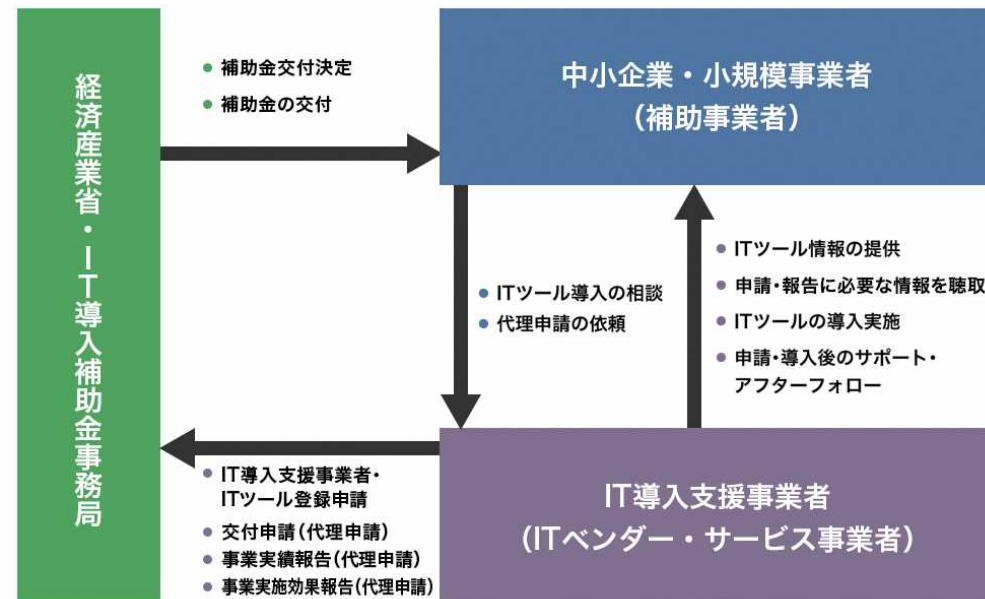 経済産業省・IT導入補助金事務局
補助金交付決定
補助金の交付
中小企業・小規模事業者
（補助事業者）
ITツール導入の相談
代理申請の依頼
ITツール情報の提供
申請・報告に必要な情報を聴取
ITツールの導入実施
申請・導入後のサポート・
アフターフォロー
IT導入支援事業者・
ITツール登録申請
交付申請（代理申請）
事業実績報告（代理申請）
事業実施効果報告（代理申請）
IT導入支援事業者
（ITベンダー・サービス事業者）